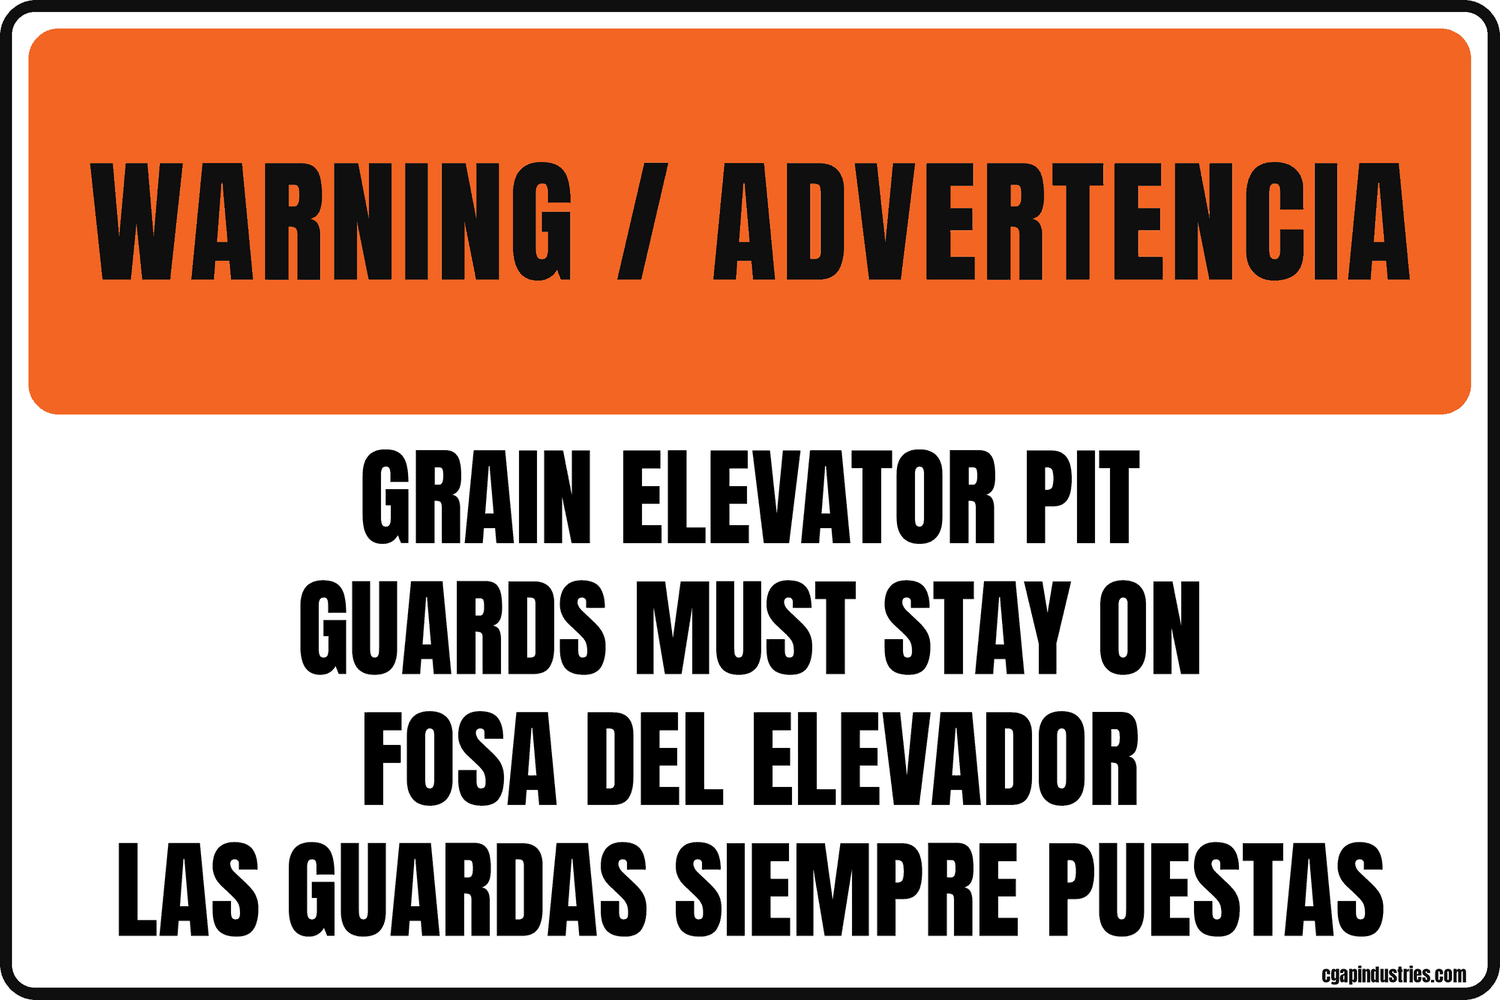 WARNING / ADVERTENCIA
GRAIN ELEVATOR PIT
GUARDS MUST STAY ON
FOSA DEL ELEVADOR
LAS GUARDAS SIEMPRE PUESTAS
cgapindustries.com